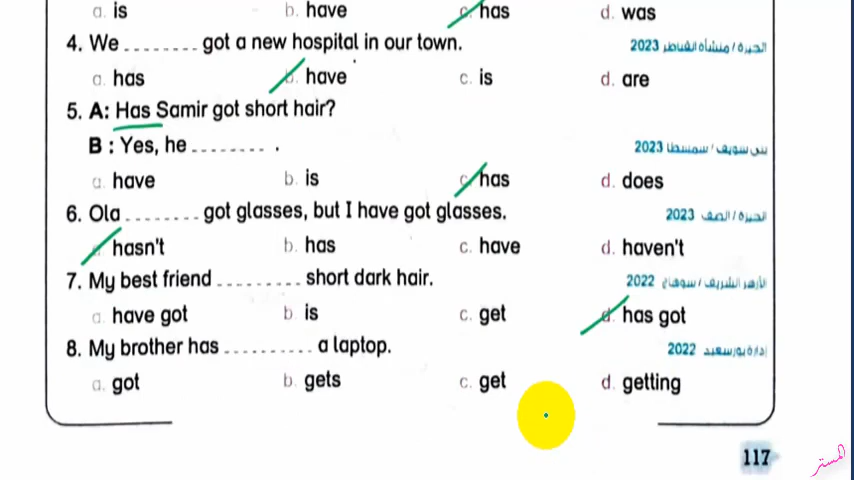 a. is b. have c. has d. was
4. We ........ got a new hospital in our town. الجيزة / منشأة القناطر 2023
a. has b. have c. is d. are
5. A: Has Samir got short hair?
B : Yes, he ........ . بنى سويف / سمسطا 2023
a. have b. is c. has d. does
6. Ola ........ got glasses, but I have got glasses. الجيزة / الصف 2023
a. hasn't b. has c. have d. haven't
7. My best friend ......... short dark hair. الأزهر الشريف / سوهاج 2022
a. have got b. is c. get d. has got
8. My brother has .......... a laptop. إدارة بورسعيد 2022
a. got b. gets c. get d. getting
117
المستر